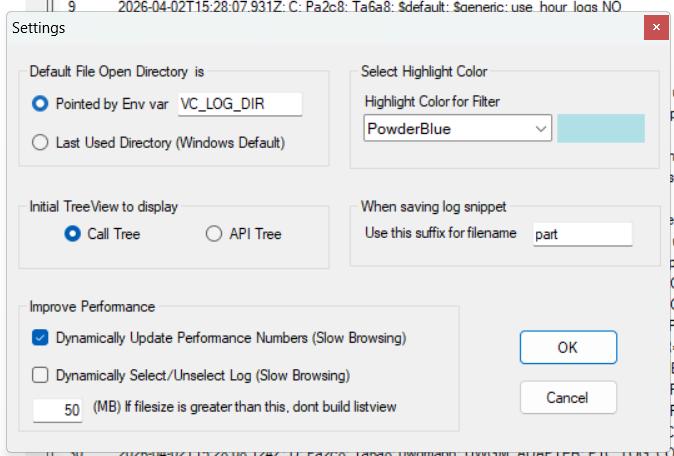 9 2026-04-02T15:28:07.931Z: C: Pa2c8: Ta6a8: $default: $generic: use_hour_logs NO
Settings
Default File Open Directory is
Pointed by Env var VC_LOG_DIR
Last Used Directory (Windows Default)
Select Highlight Color
Highlight Color for Filter
PowderBlue
Initial TreeView to display
Call Tree API Tree
When saving log snippet
Use this suffix for filename part
Improve Performance
Dynamically Update Performance Numbers (Slow Browsing)
Dynamically Select/Unselect Log (Slow Browsing)
50 (MB) If filesize is greater than this, dont build listview
OK
Cancel